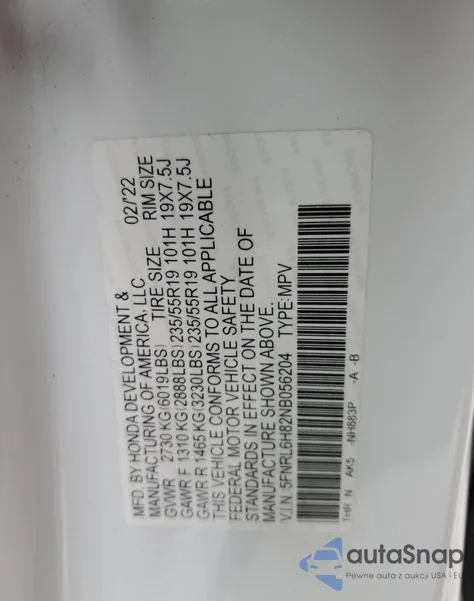 MFD. BY HONDA DEVELOPMENT &
MANUFACTURING OF AMERICA, LLC 02/'22
TIRE SIZE RIM SIZE
GVWR 2730 KG (6019LBS)
GAWR F 1310 KG (2888LBS) 235/55R19 101H 19X7.5J
GAWR R 1465 KG (3230LBS) 235/55R19 101H 19X7.5J
THIS VEHICLE CONFORMS TO ALL APPLICABLE
FEDERAL MOTOR VEHICLE SAFETY
STANDARDS IN EFFECT ON THE DATE OF
MANUFACTURE SHOWN ABOVE.
V.I.N. 5FNRL6H82NB056204 TYPE: MPV
THR N AK5 NH883P -A -B
autaSnap
Pewne auta z aukcji USA i EU